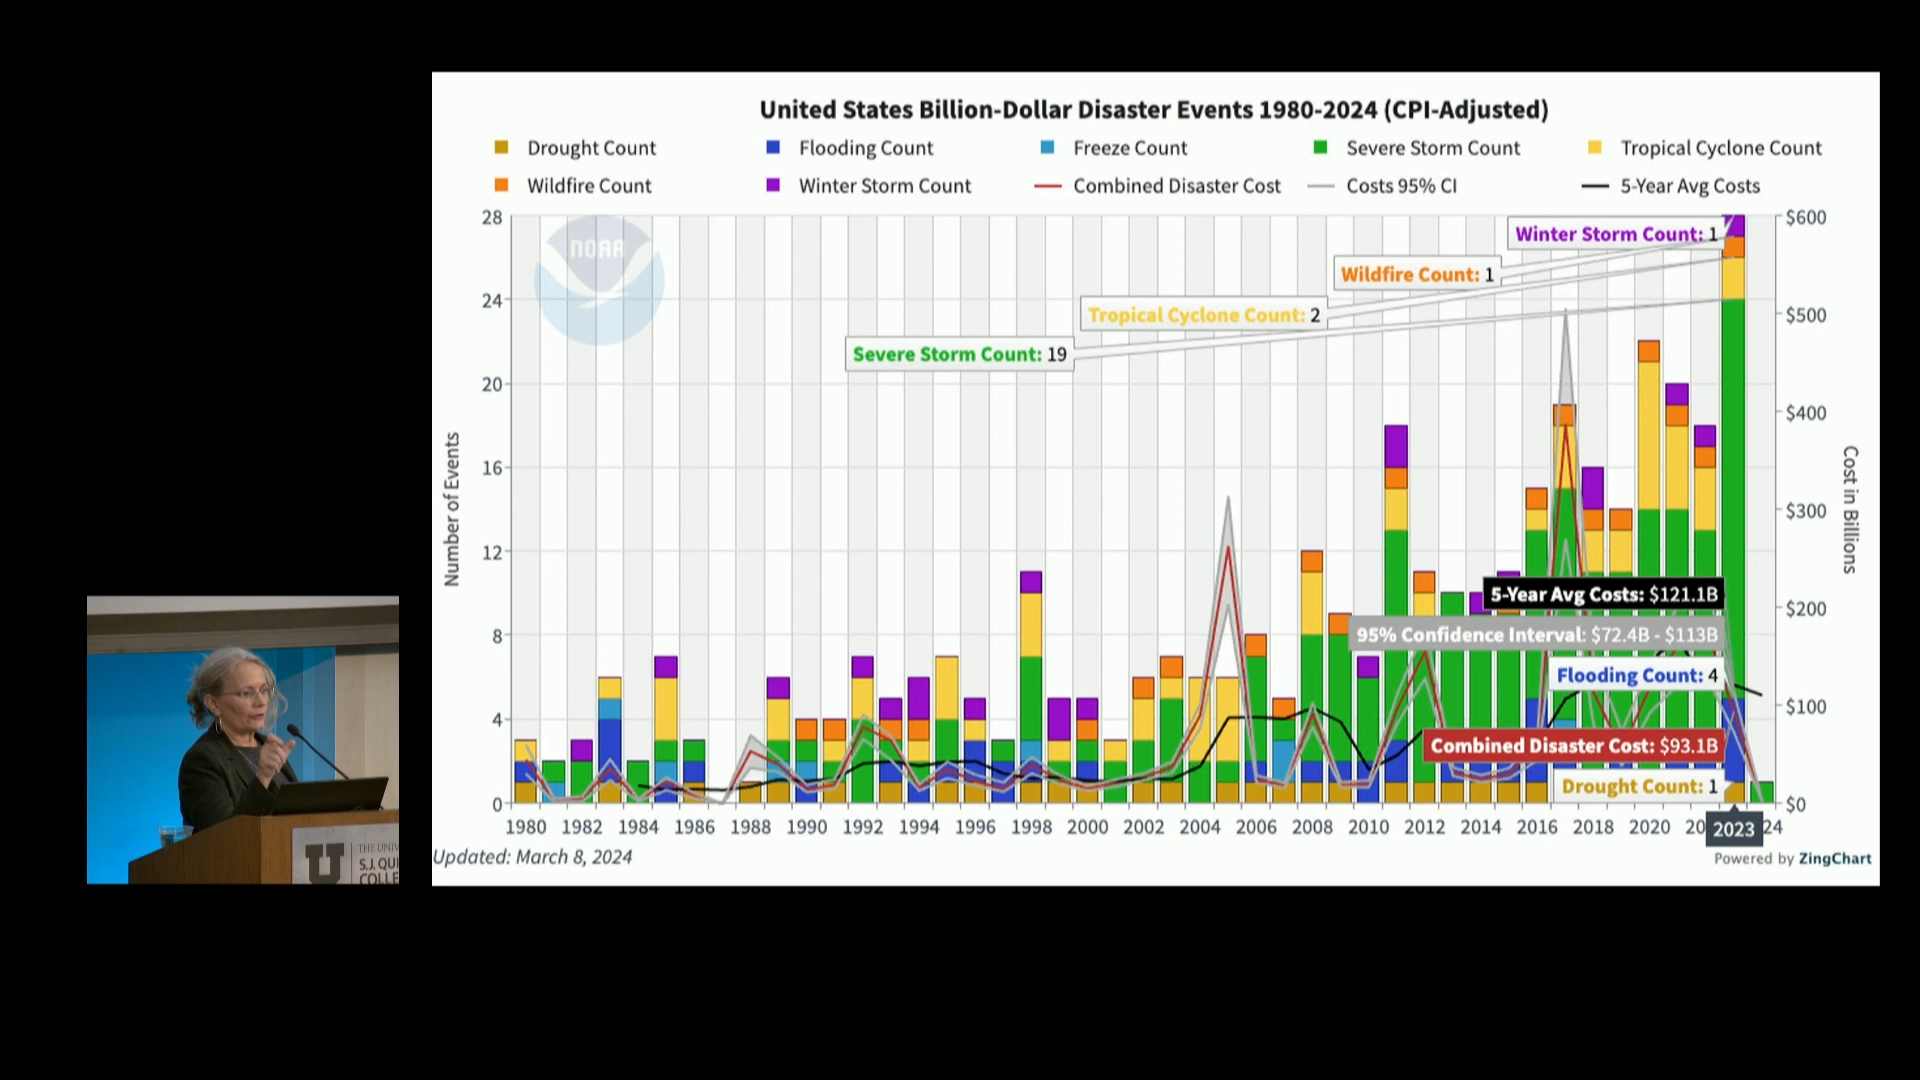 United States Billion-Dollar Disaster Events 1980-2024 (CPI-Adjusted)
Drought Count Flooding Count Freeze Count Severe Storm Count Tropical Cyclone Count
Wildfire Count Winter Storm Count Combined Disaster Cost Costs 95% CI 5-Year Avg Costs
28 $600
NOAA
Winter Storm Count: 1
Wildfire Count: 1
24
Tropical Cyclone Count: 2 $500
Severe Storm Count: 19
20
$400
16
Number of Events
Cost in Billions
$300
12
5-Year Avg Costs: $121.1B
$200
8 95% Confidence Interval: $72.4B - $113B
Flooding Count: 4
4 $100
Combined Disaster Cost: $93.1B
Drought Count: 1
0 $0
1980 1982 1984 1986 1988 1990 1992 1994 1996 1998 2000 2002 2004 2006 2008 2010 2012 2014 2016 2018 2020 20 2023 24
Updated: March 8, 2024 Powered by ZingChart
U THE UNIV
S.J. QUI
COLLE